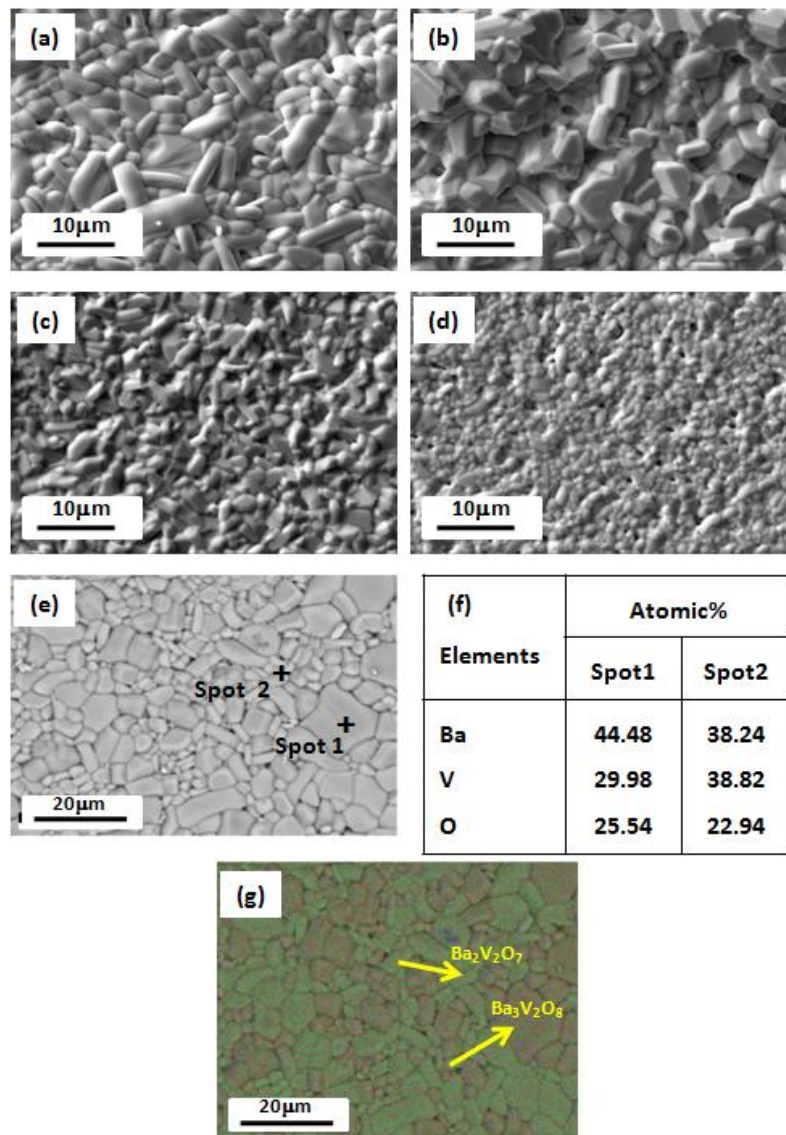 (a)
10µm
(b)
10µm
(c)
10µm
(d)
10µm
(e)
Spot 2
Spot 1
20µm
(f) Atomic%
Elements Spot1 Spot2
Ba 44.48 38.24
V 29.98 38.82
O 25.54 22.94
(g)
Ba₂V₂O₇
Ba₃V₂O₈
20µm